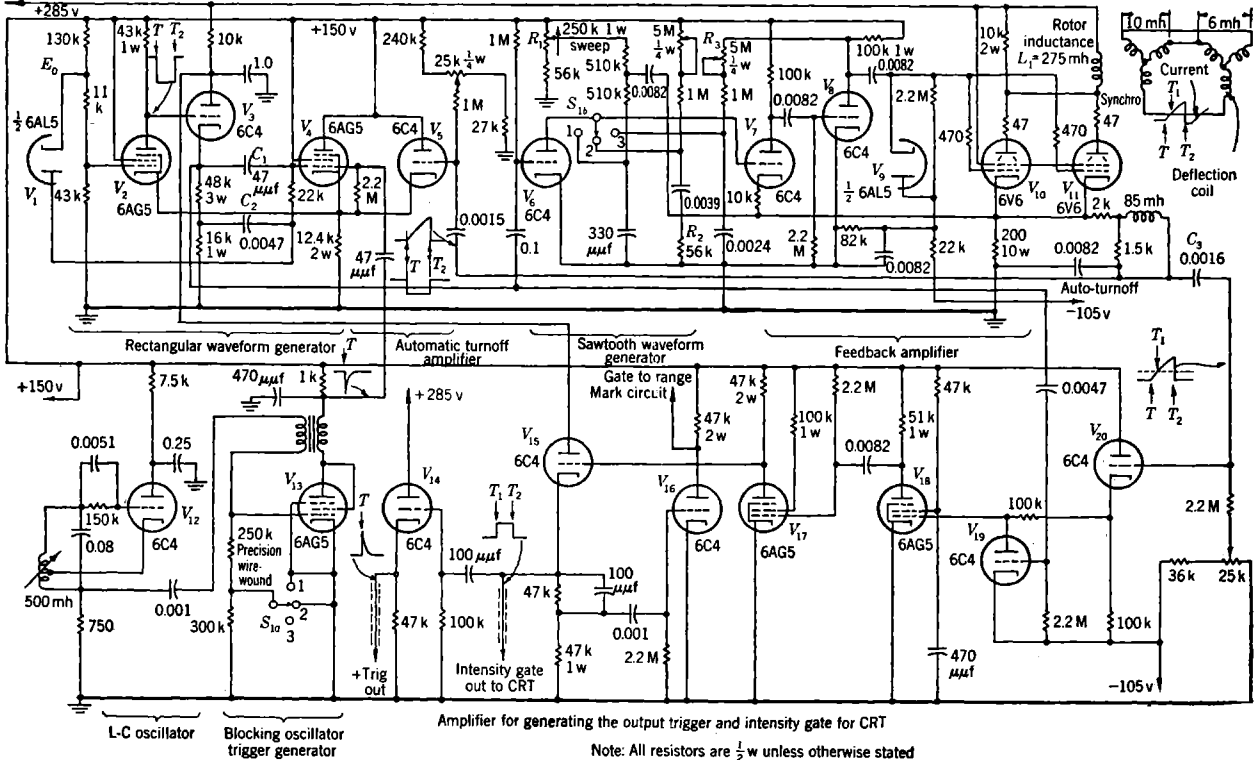 +285 v
130 k
E₀
½ 6AL5
V₁
11 k
43 k
43 k 1 w
T T₂
V₂
6AG5
10 k
1.0
V₃
6C4
C₁
47 μμf
48 k 3 w
C₂
0.0047
16 k 1 w
+150 v
V₄
6AG5
22 k
2.2 M
12.4 k 2 w
47 μμf
240 k
25 k ¼ w
6C4
V₅
1 M
27 k
0.0015
T T₂
1 M
R₁
250 k 1 w sweep
56 k
510 k
510 k
0.0082
S₁b
1
2
3
V₆
6C4
0.1
330 μμf
5 M ¼ w
1 M
R₃
5 M ¼ w
1 M
0.0039
R₂
56 k
0.0024
100 k
V₇
6C4
10 k
0.0082
2.2 M
V₈
6C4
100 k 1 w
0.0082
V₉
½ 6AL5
82 k
0.0082
2.2 M
22 k
470
10 k 2 w
47
V₁₀
6V6
470
Rotor inductance L₁ = 275 mh
Synchro
47
V₁₁
6V6
2 k
85 mh
200 10 w
0.0082
1.5 k
C₃
0.0016
Auto-turnoff
−105 v
10 mh
6 mh
Current
T₁
T
T₂
Deflection coil
Rectangular waveform generator
Automatic turnoff amplifier
Sawtooth waveform generator
Feedback amplifier
+150 v
7.5 k
0.0051
0.25
150 k
V₁₂
6C4
0.08
500 mh
750
0.001
470 μμf
1 k
T
V₁₃
6AG5
250 k Precision wire-wound
1
2
3
S₁a
300 k
+285 v
V₁₄
6C4
T
47 k
+Trig out
100 k
100 μμf
T₁ T₂
Intensity gate out to CRT
V₁₅
6C4
47 k
100 μμf
0.001
47 k 1 w
2.2 M
Gate to range Mark circuit
47 k 2 w
V₁₆
6C4
47 k 2 w
100 k 1 w
V₁₇
6AG5
2.2 M
0.0082
51 k 1 w
V₁₈
6AG5
47 k
470 μμf
0.0047
V₁₉
6C4
100 k
2.2 M
V₂₀
6C4
100 k
T₁
T T₂
2.2 M
36 k
25 k
−105 v
L-C oscillator
Blocking oscillator trigger generator
Amplifier for generating the output trigger and intensity gate for CRT
Note: All resistors are ½ w unless otherwise stated